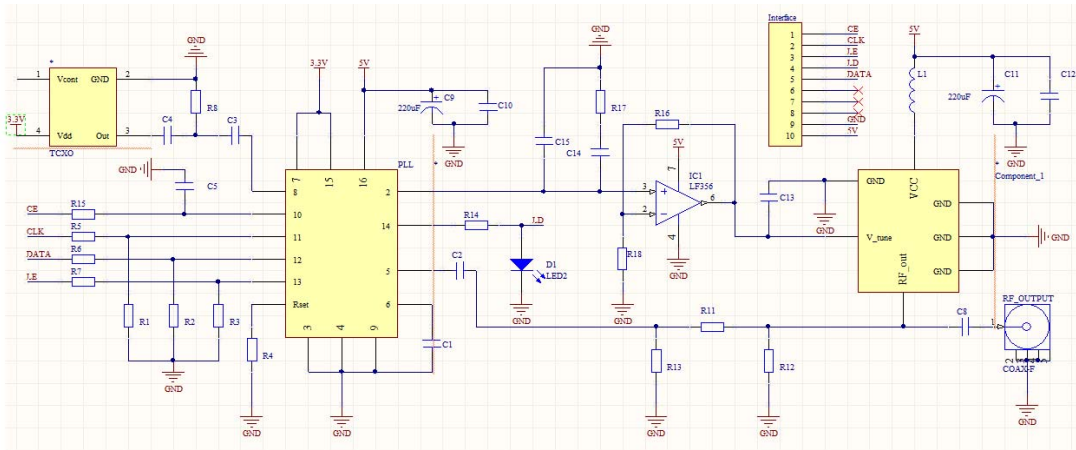 Interface
GND
1 CE
5V
2 CLK
* 3.3V 5V
3 LE
1 Vcont GND 2
4 LD
5 DATA
L1 C11 C12
6
R8
C9
R17
7
220uF
220uF
C10
R16
8
3.3V
C4 C3
9 GND
4 Vdd Out 3
5V
10 5V
TCXO
C15
GND
C14
GND
GND
PLL
*
7
IC1
*
GND
LF356
Component_1
7 15 16
C5
8 2
3
6
C13
GND VCC
2
R15
CE
10
GND
GND
14 R14 LD
4
R5
CLK
11
V_tune GND GND
R6
DATA
12
C2
R18
GND
D1
LED2
5
R7
LE
13
GND
RF_out
Rset
6
GND
GND
RF_OUTPUT
R11
C8
1
R1 R2 R3
3 4 9
C1
R4
R13
R12
2 3 4 5
COAX-F
GND
GND GND GND GND GND